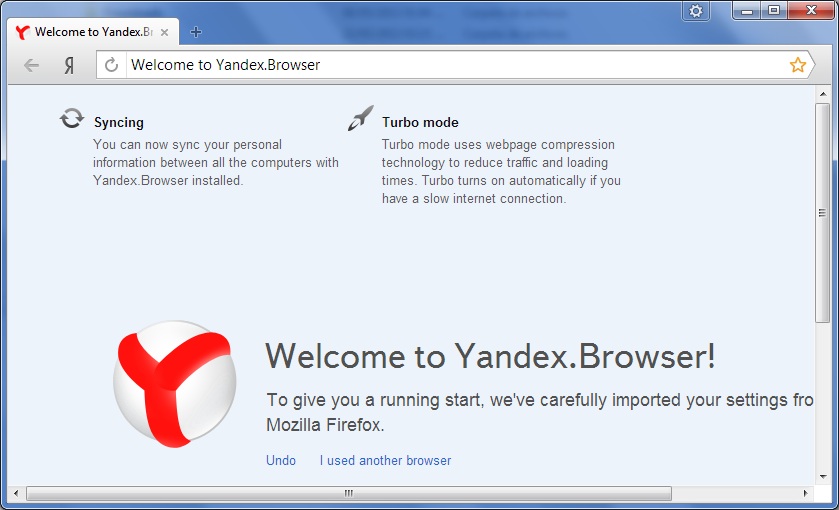 Welcome to Yandex.Br
Я
Welcome to Yandex.Browser
Syncing
You can now sync your personal
information between all the computers with
Yandex.Browser installed.
Turbo mode
Turbo mode uses webpage compression
technology to reduce traffic and loading
times. Turbo turns on automatically if you
have a slow internet connection.
Welcome to Yandex.Browser!
To give you a running start, we've carefully imported your settings fro
Mozilla Firefox.
Undo I used another browser